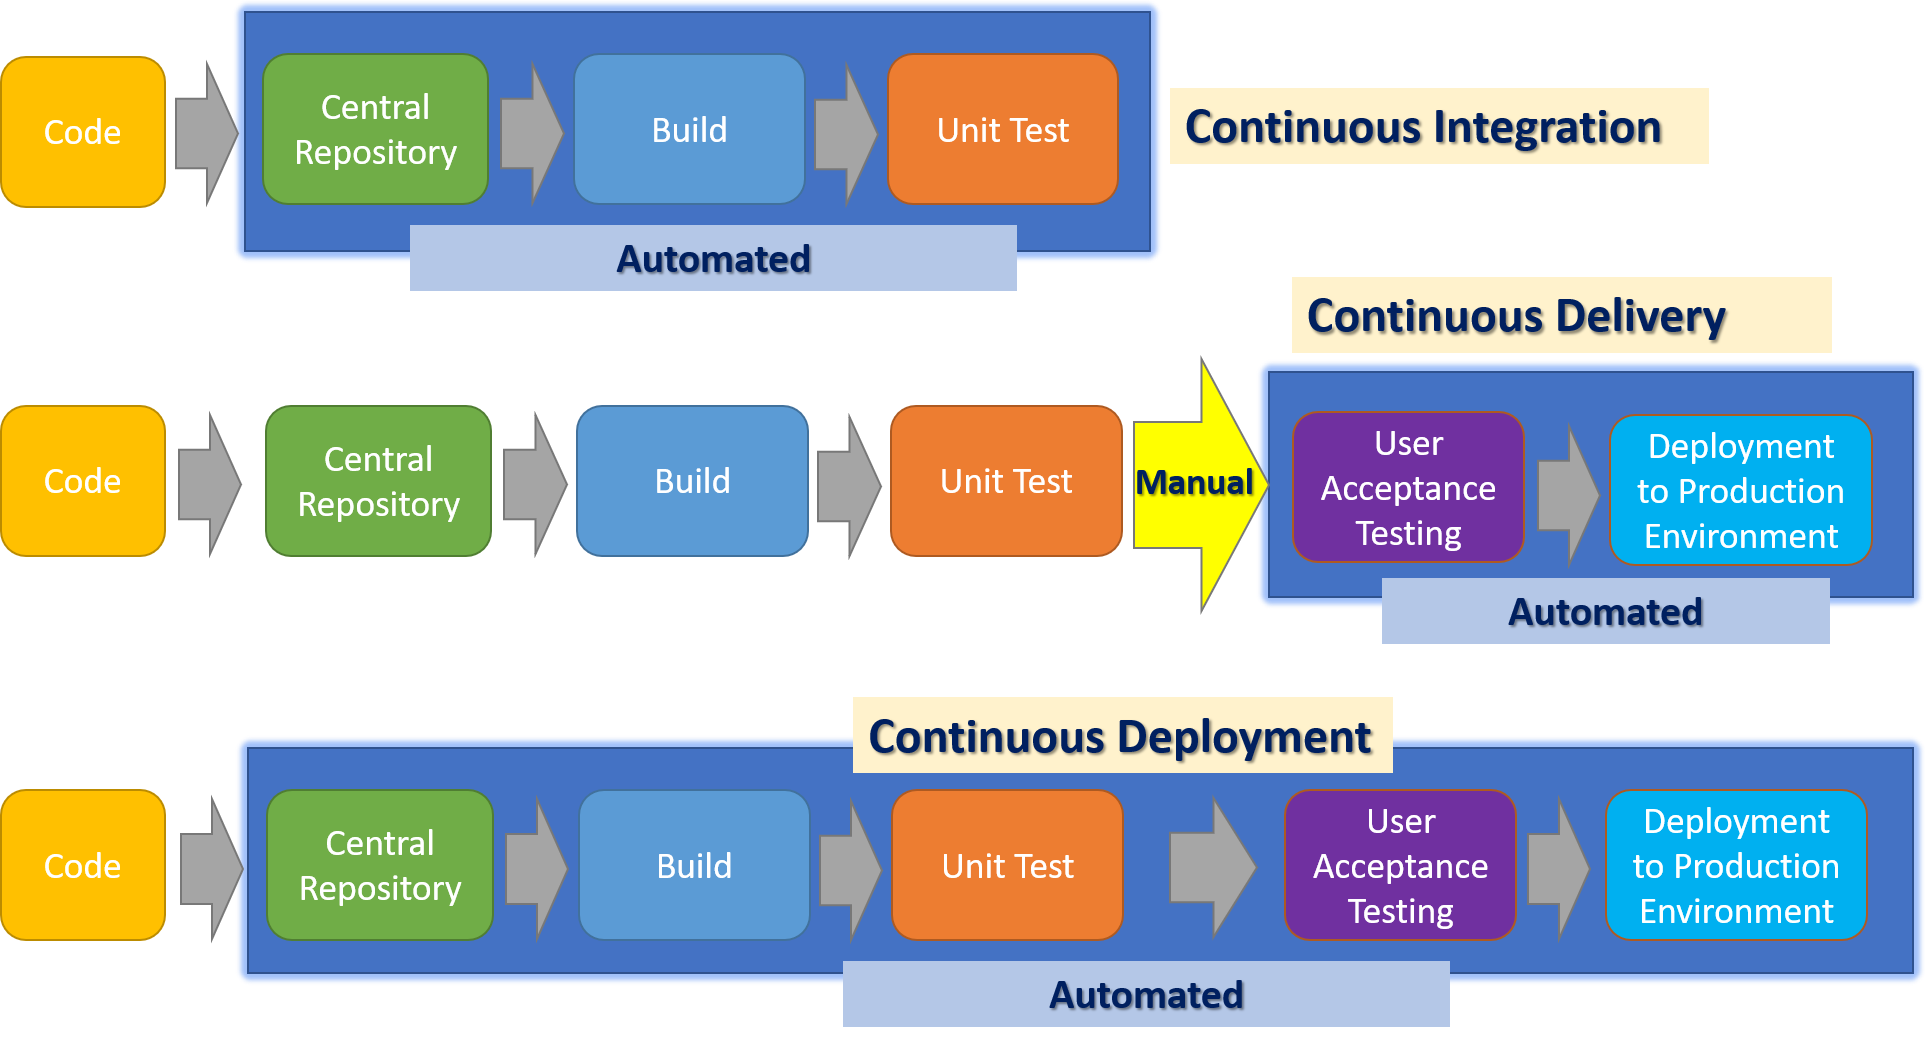 Code
Central
Repository
Build
Unit Test
Continuous Integration
Automated
Continuous Delivery
Code
Central
Repository
Build
Unit Test
Manual
User
Acceptance
Testing
Deployment
to Production
Environment
Automated
Continuous Deployment
Code
Central
Repository
Build
Unit Test
User
Acceptance
Testing
Deployment
to Production
Environment
Automated